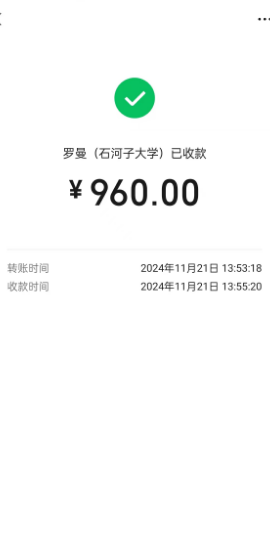 罗曼（石河子大学）已收款
¥960.00
转账时间 2024年11月21日 13:53:18
收款时间 2024年11月21日 13:55:20